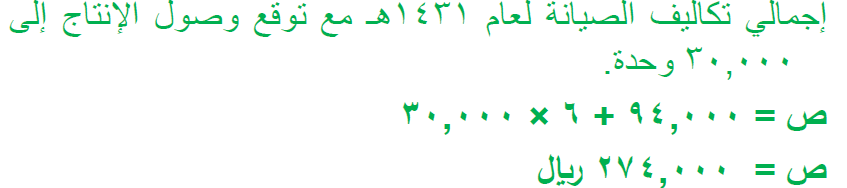 إجمالي تكاليف الصيانة لعام ١٤٣١هـ مع توقع وصول الإنتاج إلى
٣٠,٠٠٠ وحدة.
ص = ٩٤,٠٠٠ + ٦ × ٣٠,٠٠٠
ص = ٢٧٤,٠٠٠ ريال